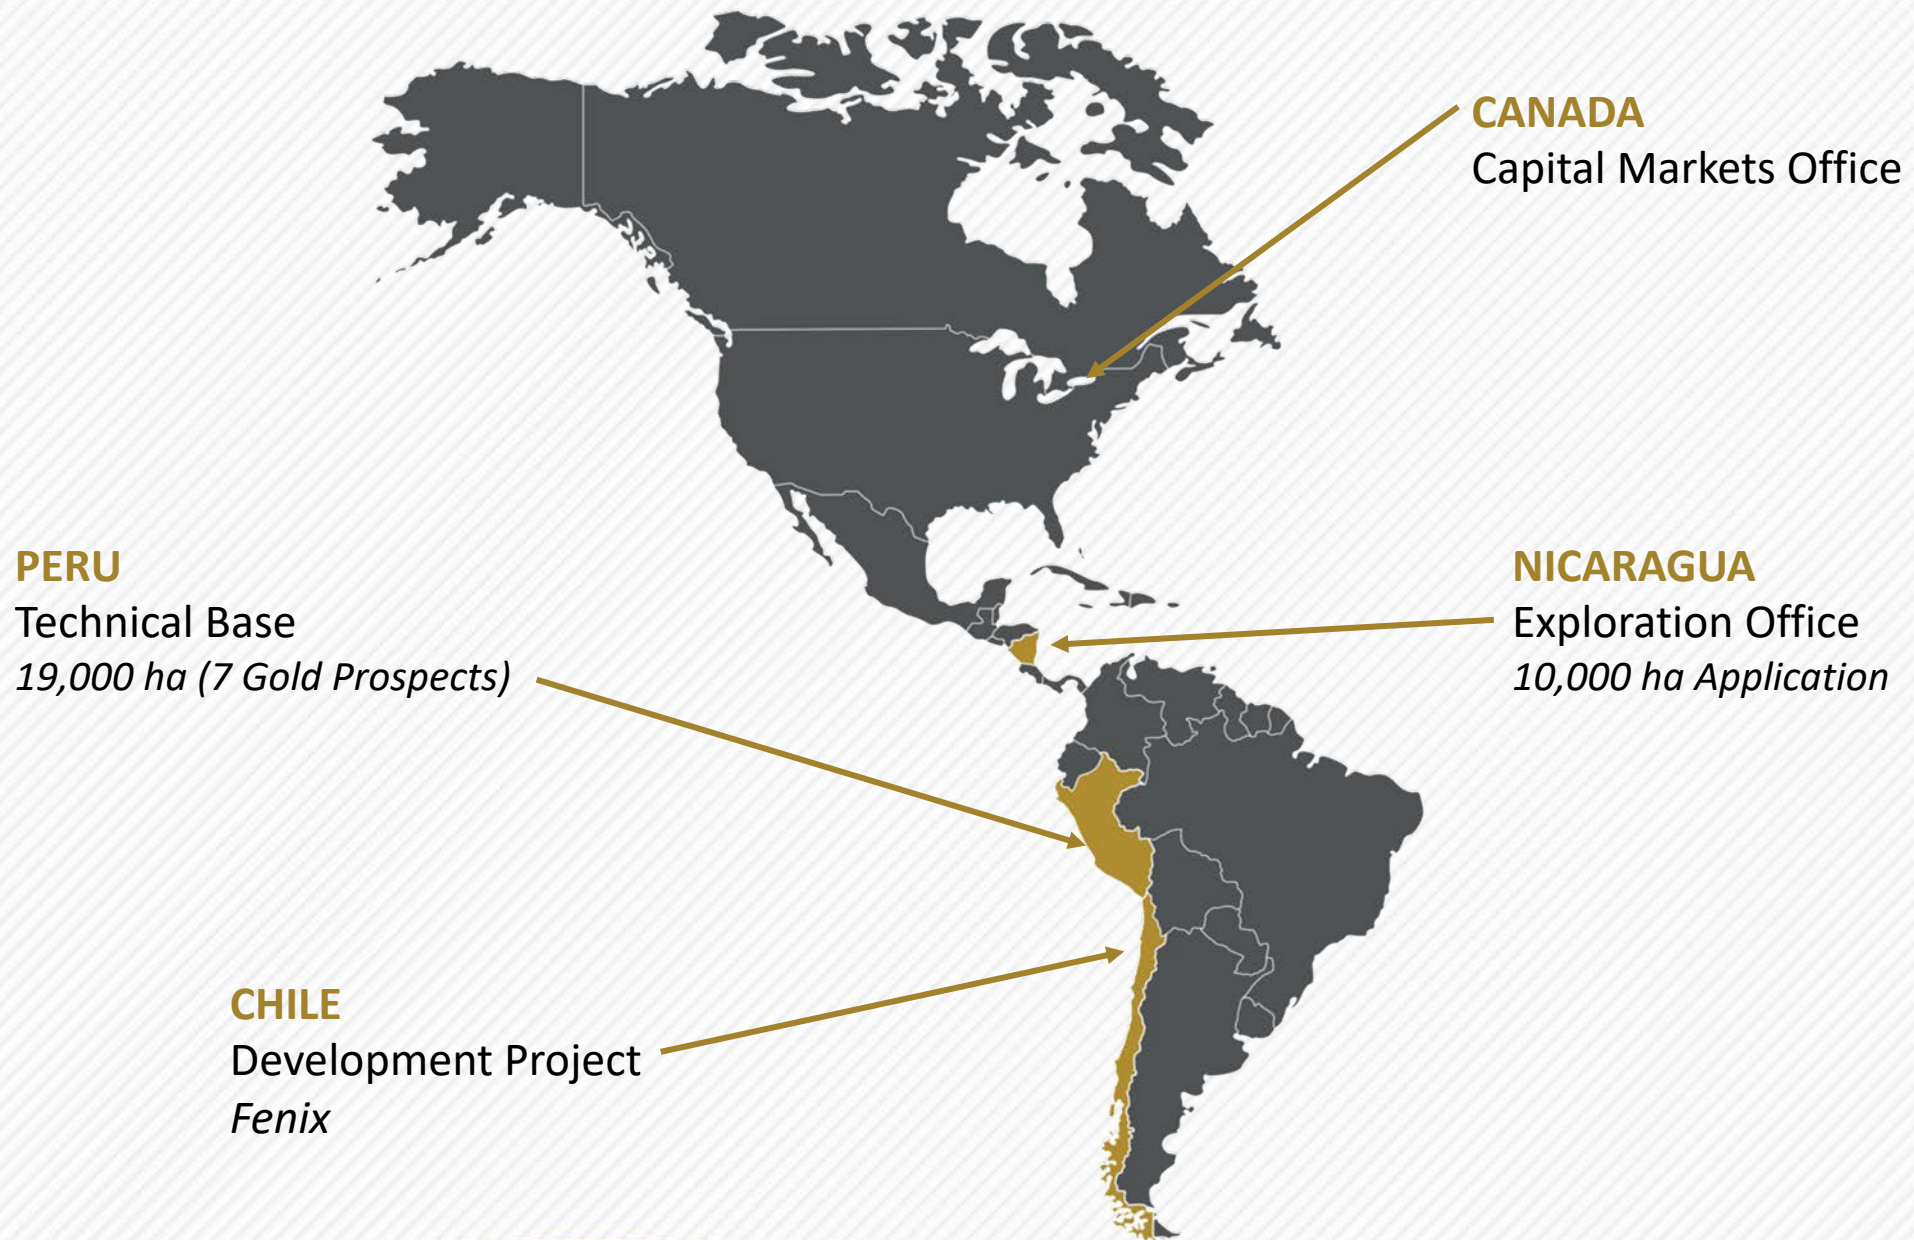 CANADA
Capital Markets Office
PERU
Technical Base
19,000 ha (7 Gold Prospects)
NICARAGUA
Exploration Office
10,000 ha Application
CHILE
Development Project
Fenix